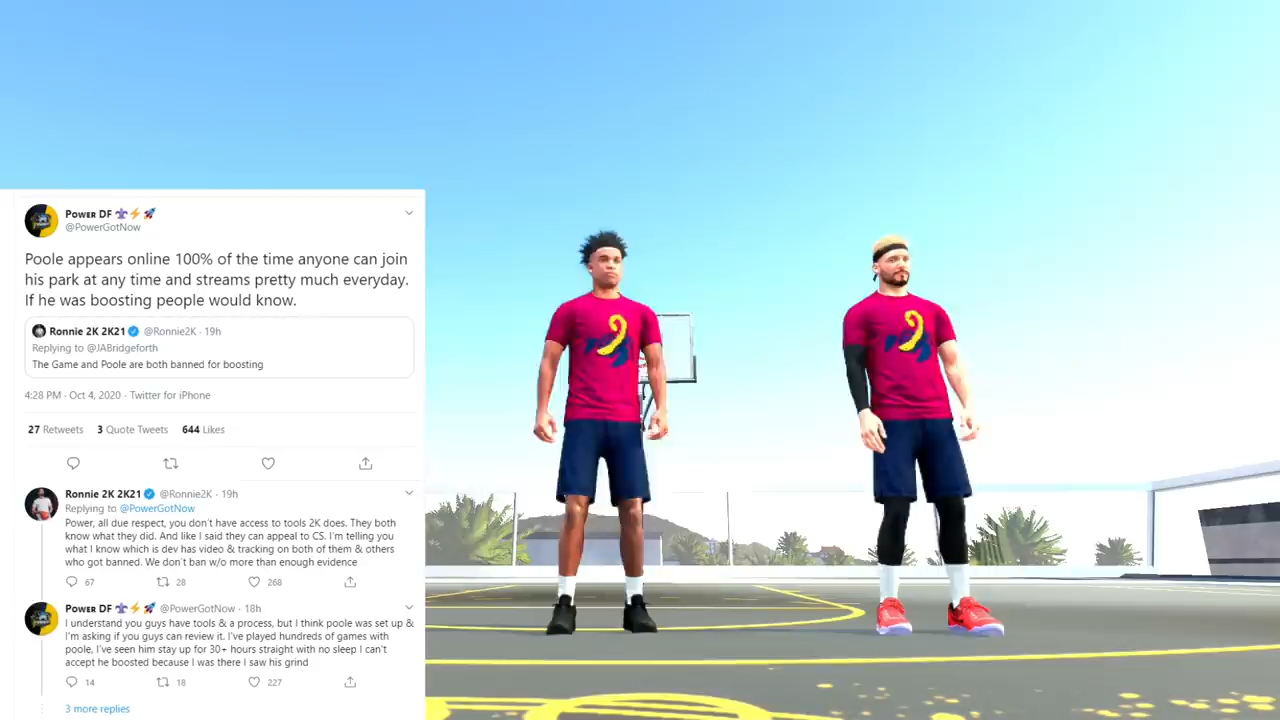 Power DF ⚜️⚡🚀
@PowerGotNow
Poole appears online 100% of the time anyone can join
his park at any time and streams pretty much everyday.
If he was boosting people would know.
Ronnie 2K 2K21 @Ronnie2K · 19h
Replying to @JABridgeforth
The Game and Poole are both banned for boosting
4:28 PM · Oct 4, 2020 · Twitter for iPhone
27 Retweets 3 Quote Tweets 644 Likes
Ronnie 2K 2K21 @Ronnie2K · 19h
Replying to @PowerGotNow
Power, all due respect, you don't have access to tools 2K does. They both
know what they did. And like I said they can appeal to CS. I'm telling you
what I know which is dev has video & tracking on both of them & others
who got banned. We don't ban w/o more than enough evidence
67 28 268
Power DF ⚜️⚡🚀 @PowerGotNow · 18h
I understand you guys have tools & a process, but I think poole was set up &
I'm asking if you guys can review it. I've played hundreds of games with
poole, I've seen him stay up for 30+ hours straight with no sleep I can't
accept he boosted because I was there I saw his grind
14 18 227
3 more replies